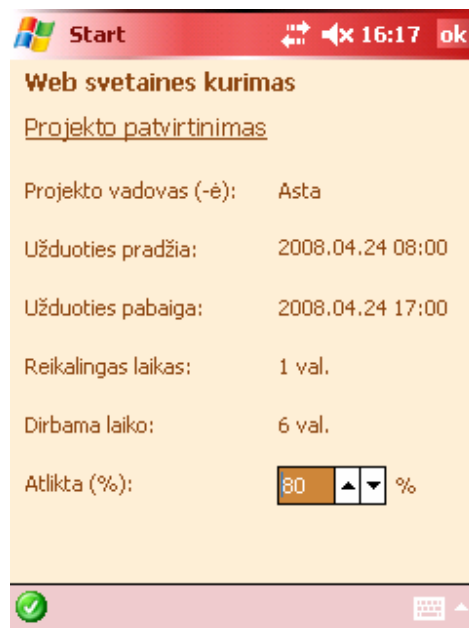 Start 16:17 ok
Web svetaines kurimas
Projekto patvirtinimas
Projekto vadovas (-ė): Asta
Užduoties pradžia: 2008.04.24 08:00
Užduoties pabaiga: 2008.04.24 17:00
Reikalingas laikas: 1 val.
Dirbama laiko: 6 val.
Atlikta (%): 80 %